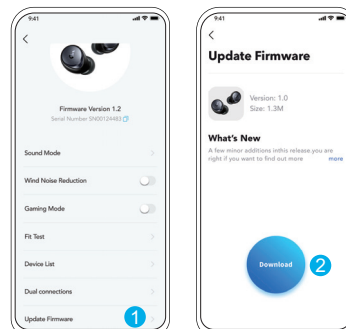 9:41
Firmware Version 1.2
Serial Number SN00124483
Sound Mode
Wind Noise Reduction
Gaming Mode
Fit Test
Device List
Dual connections
Update Firmware
1
9:41
Update Firmware
Version: 1.0
Size: 1.3M
What's New
A few minor additions inthis release.you are
right if you want to find out more more
Download
2